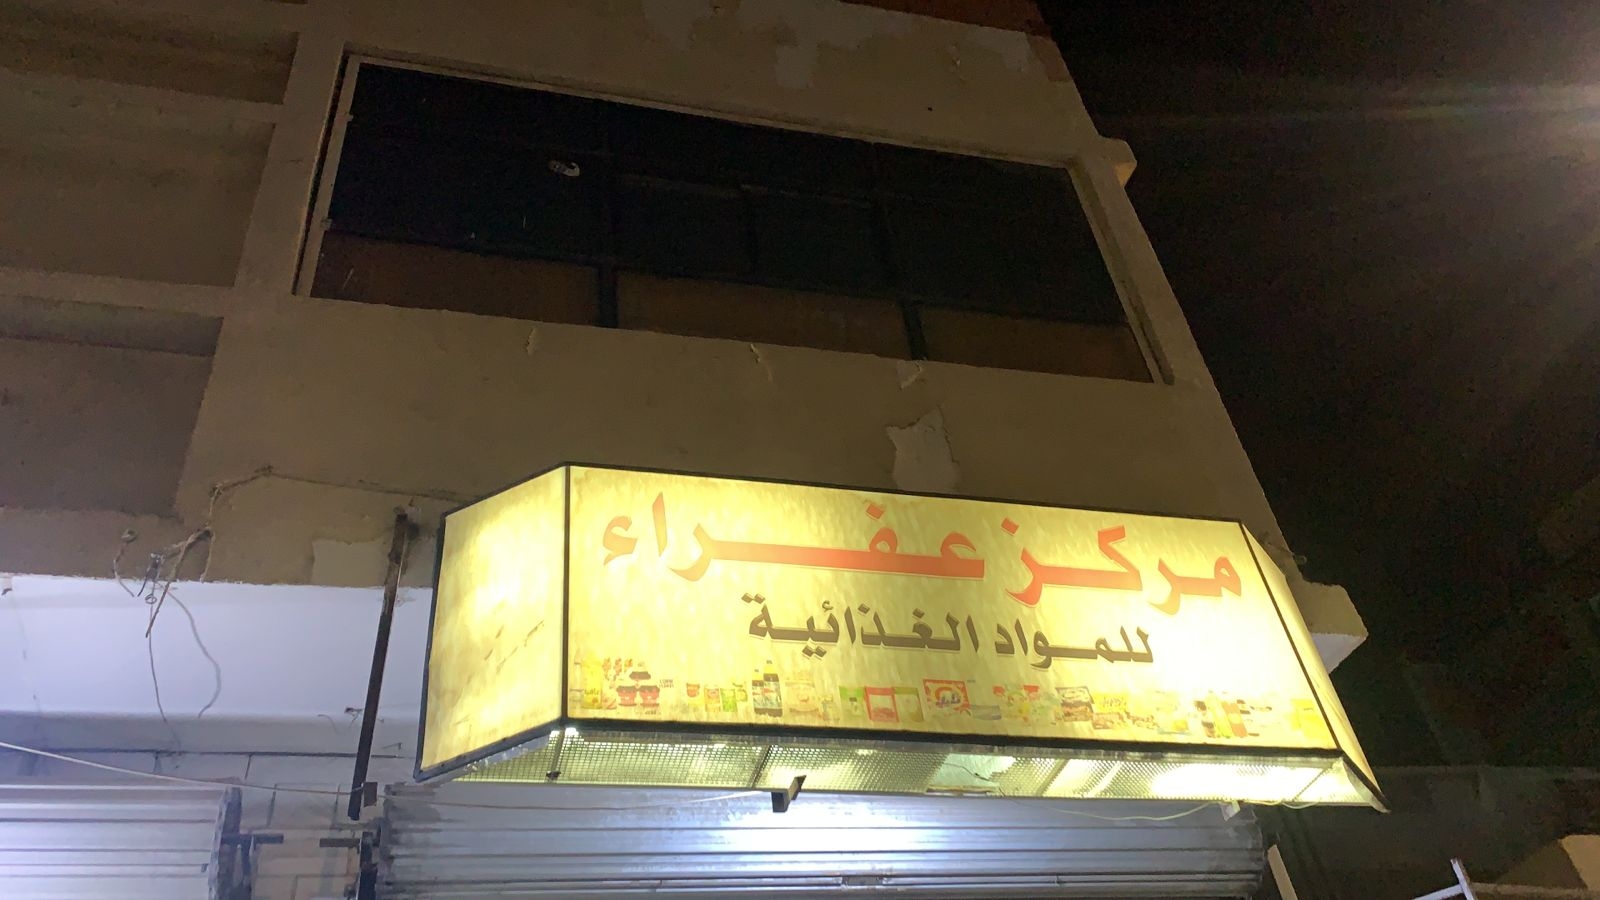 مركز عفراء
للمواد الغذائية